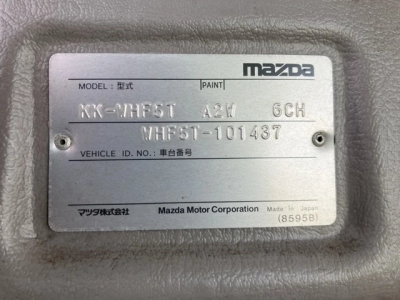 mazda
MODEL: 型式 PAINT
KK-WHF5T A2W 6CH
WHF5T-101437
VEHICLE ID. NO.: 車台番号
マツダ株式会社 Mazda Motor Corporation Made in Japan
(8595B)